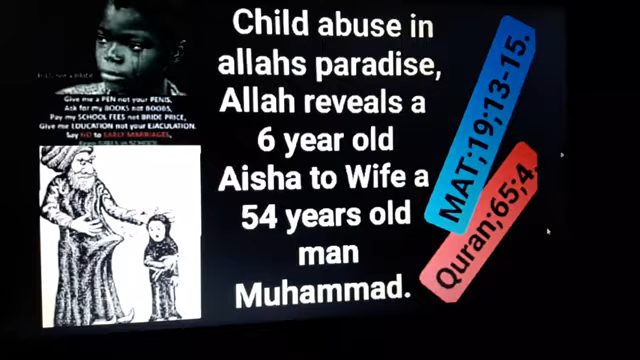 Give me a PEN not your PENIS,
Ask for my BOOKS not BOOBS,
Pay my SCHOOL FEES not BRIDE PRICE,
Give me EDUCATION not your EJACULATION,
Say NO to EARLY MARRIAGES,
Child abuse in
allahs paradise,
Allah reveals a
6 year old
Aisha to Wife a
54 years old
man
Muhammad.
MAT;19;13-15.
Quran;65;4.